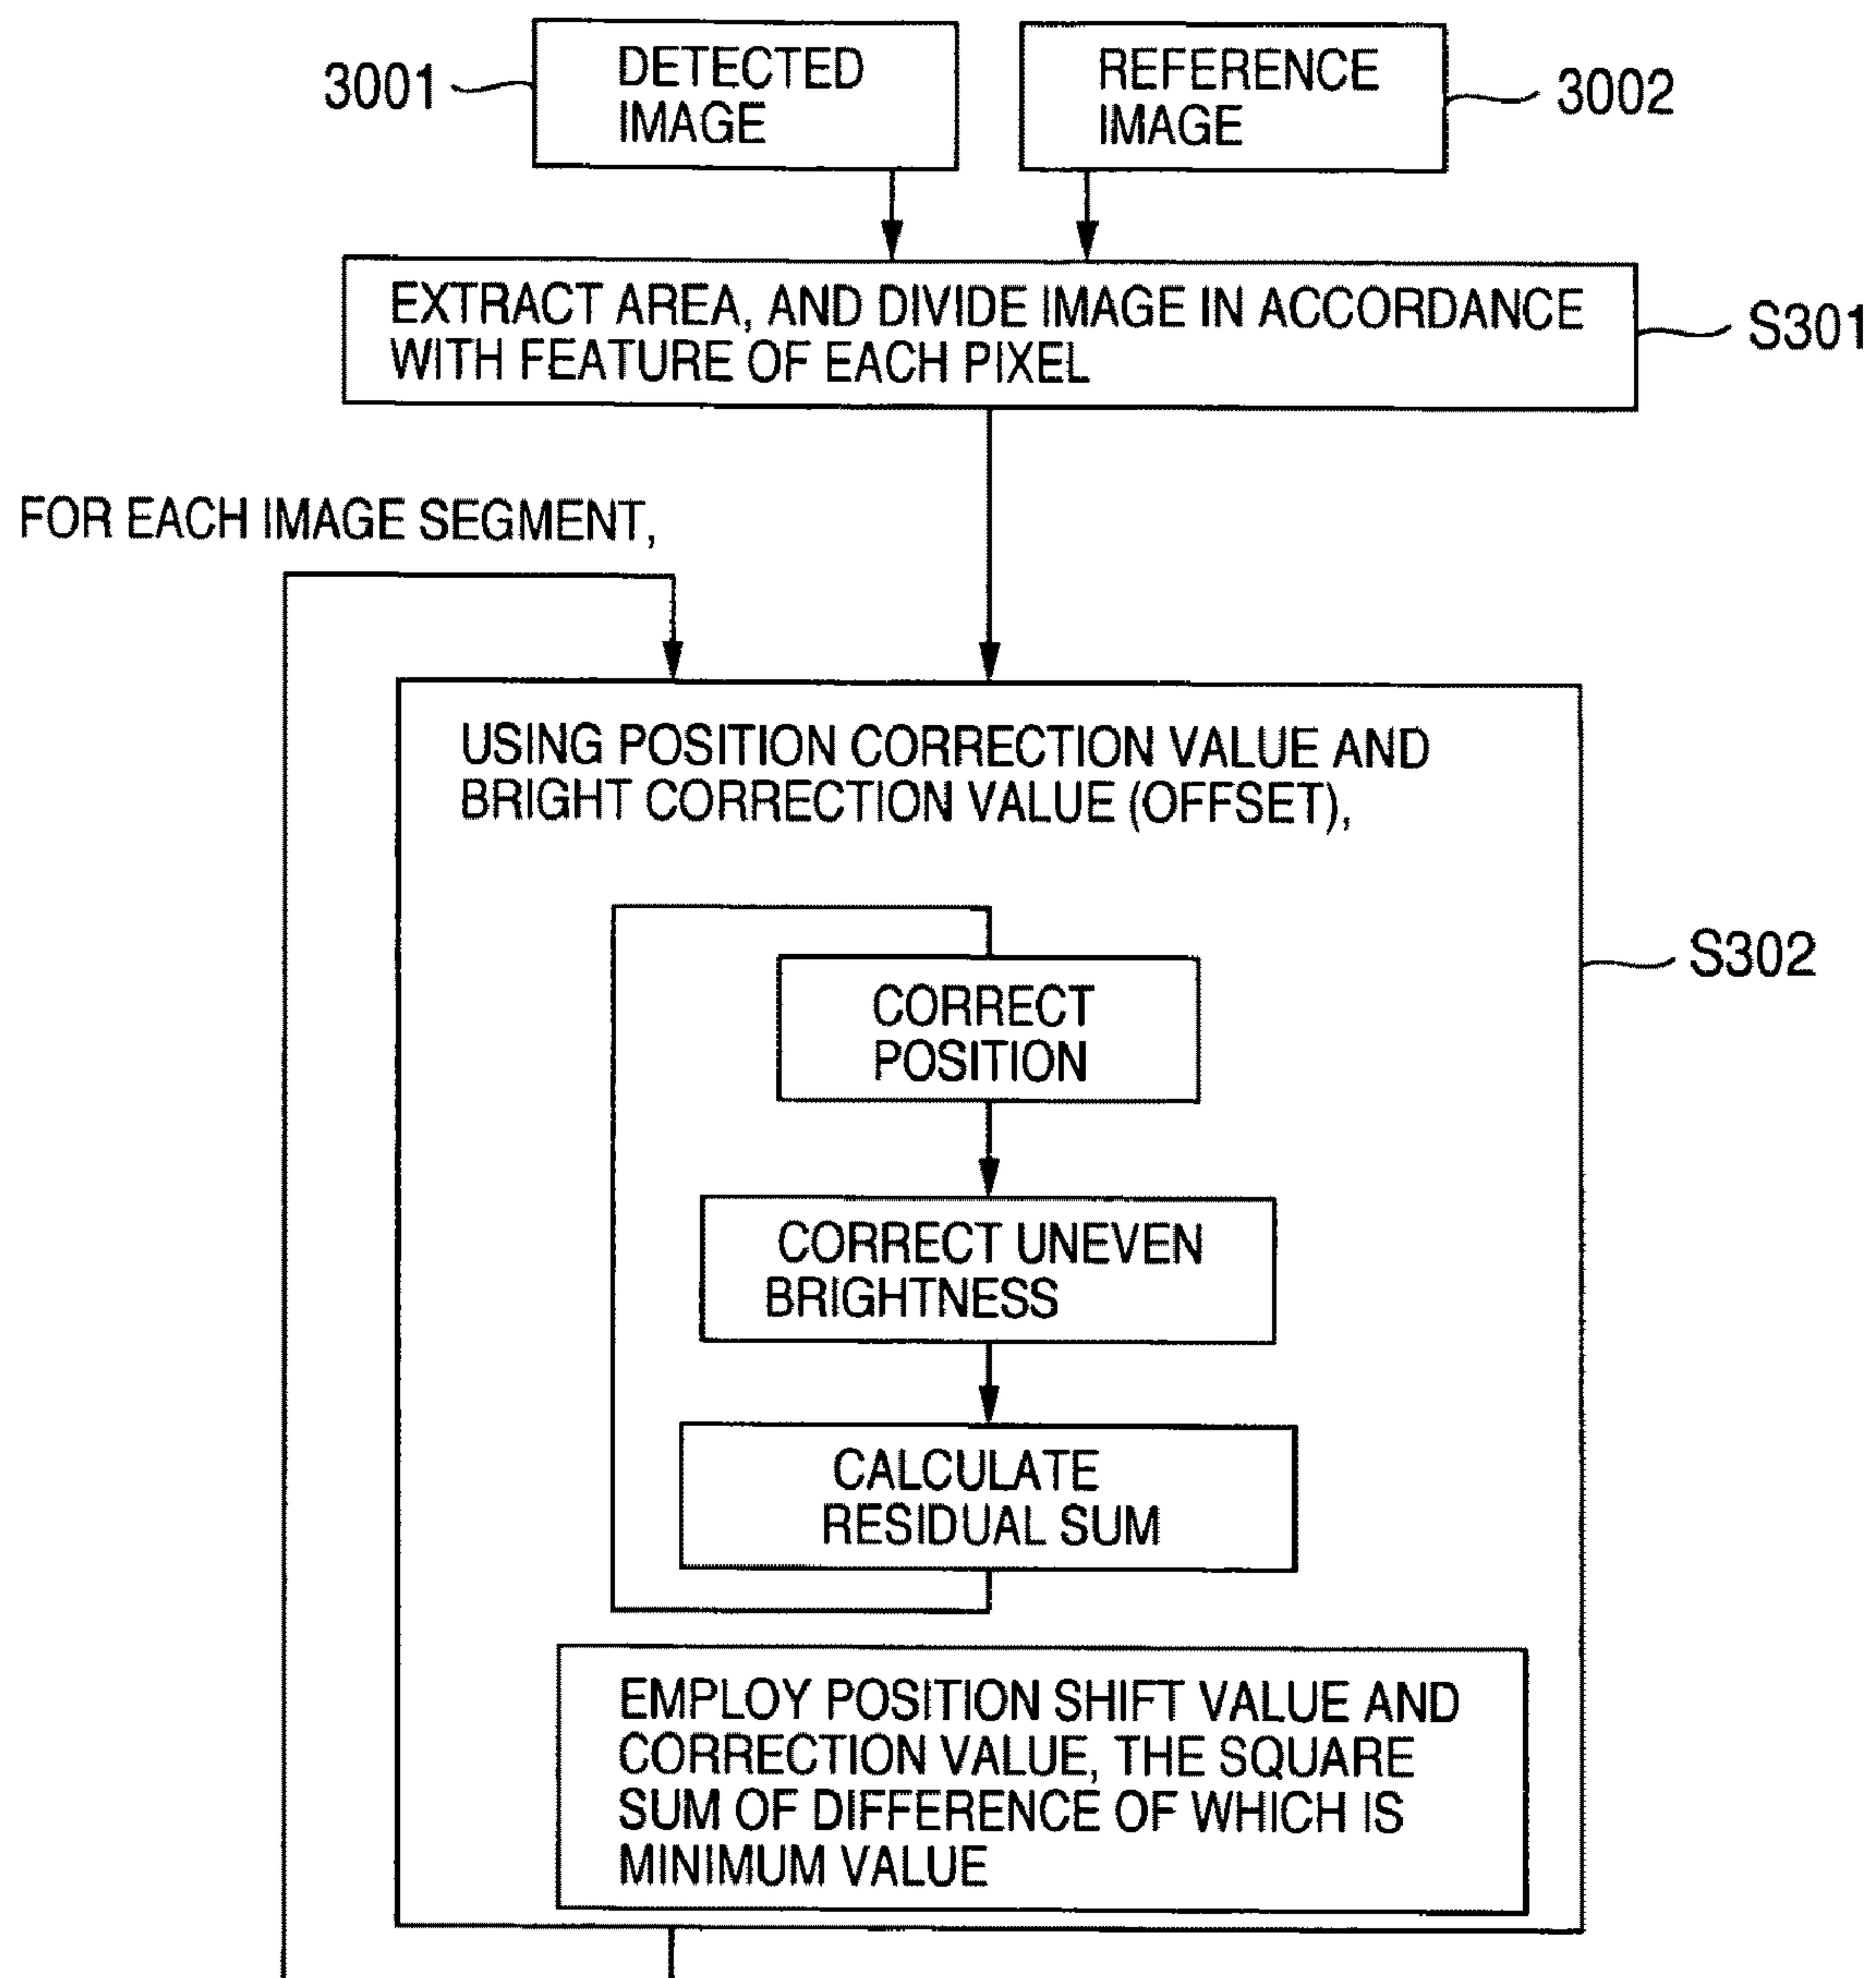 3001
DETECTED
IMAGE
REFERENCE
IMAGE
3002
EXTRACT AREA, AND DIVIDE IMAGE IN ACCORDANCE
WITH FEATURE OF EACH PIXEL
S301
FOR EACH IMAGE SEGMENT,
USING POSITION CORRECTION VALUE AND
BRIGHT CORRECTION VALUE (OFFSET),
S302
CORRECT
POSITION
CORRECT UNEVEN
BRIGHTNESS
CALCULATE
RESIDUAL SUM
EMPLOY POSITION SHIFT VALUE AND
CORRECTION VALUE, THE SQUARE
SUM OF DIFFERENCE OF WHICH IS
MINIMUM VALUE